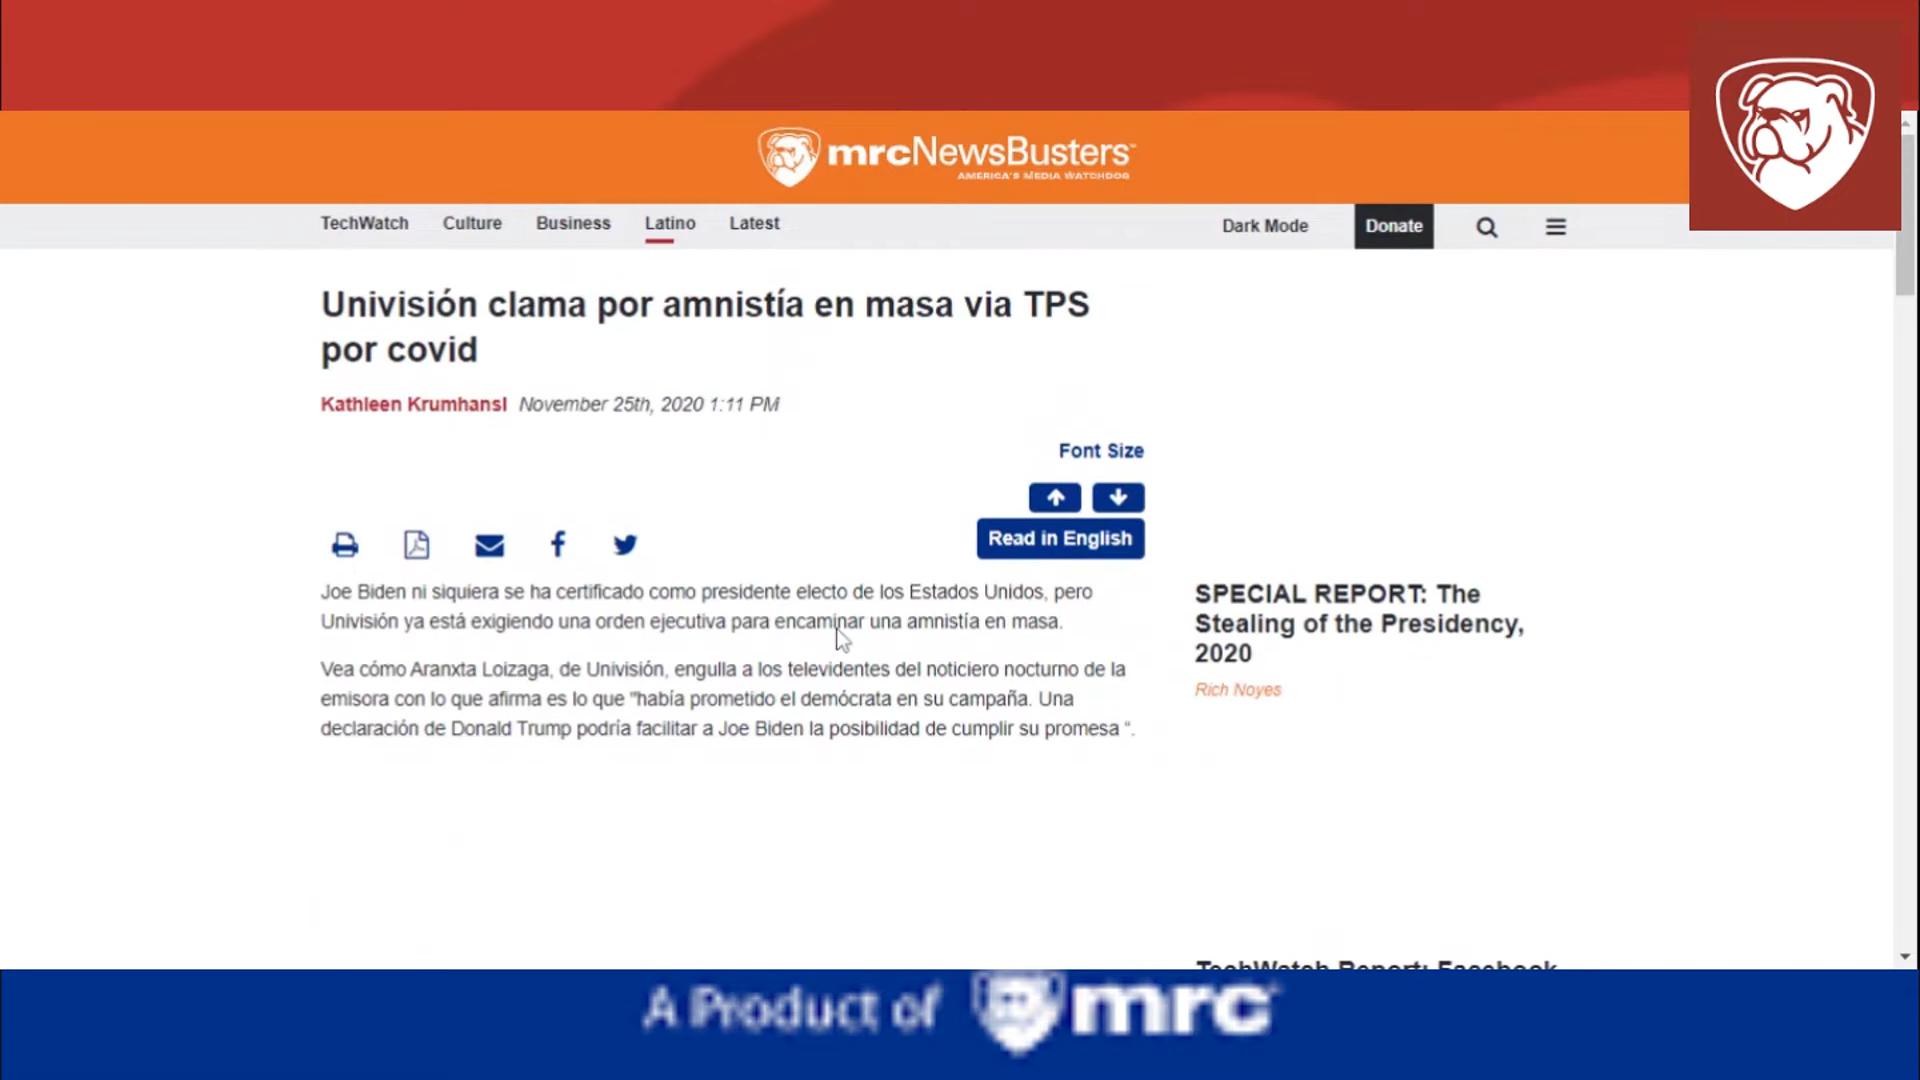 mrcNewsBusters
AMERICA'S MEDIA WATCHDOG
TechWatch Culture Business Latino Latest Dark Mode Donate
Univisión clama por amnistía en masa via TPS
por covid
Kathleen Krumhansl November 25th, 2020 1:11 PM
Font Size
Read in English
Joe Biden ni siquiera se ha certificado como presidente electo de los Estados Unidos, pero
Univisión ya está exigiendo una orden ejecutiva para encaminar una amnistía en masa.
Vea cómo Aranxta Loizaga, de Univisión, engulla a los televidentes del noticiero nocturno de la
emisora con lo que afirma es lo que "había prometido el demócrata en su campaña. Una
declaración de Donald Trump podría facilitar a Joe Biden la posibilidad de cumplir su promesa “.
SPECIAL REPORT: The
Stealing of the Presidency,
2020
Rich Noyes
TechWatch Report: Facebook
A Product of mrc